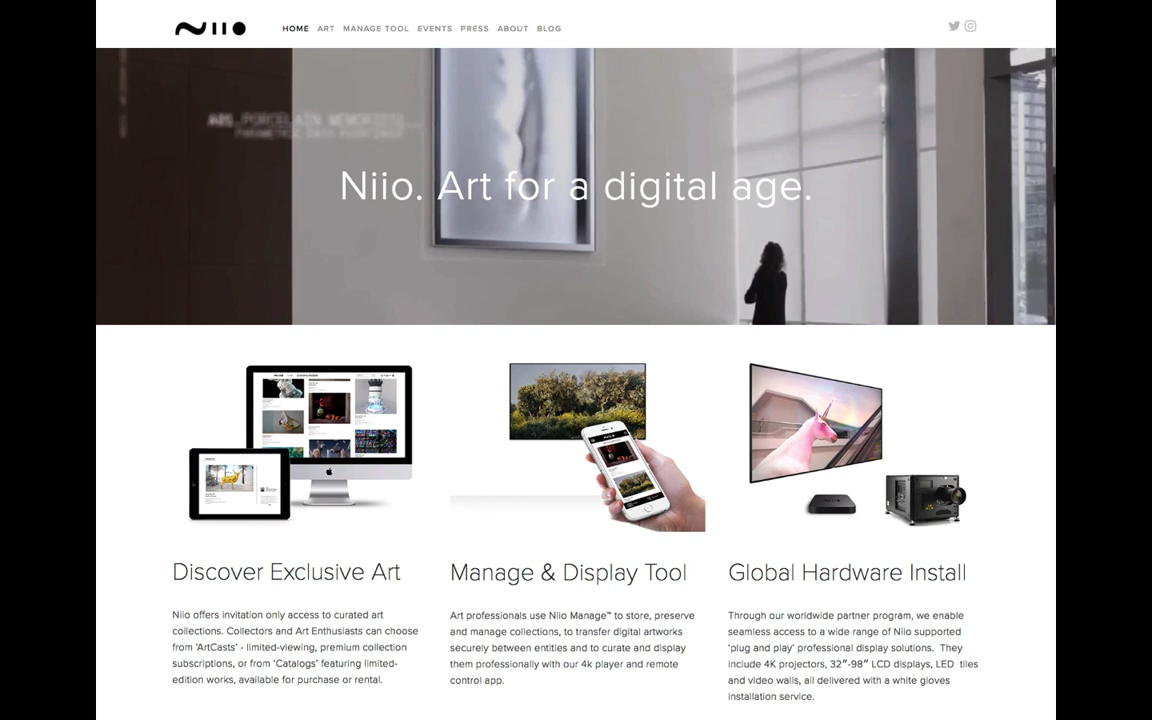 Niio
HOME ART MANAGE TOOL EVENTS PRESS ABOUT BLOG
Niio. Art for a digital age.
Discover Exclusive Art
Niio offers invitation only access to curated art
collections. Collectors and Art Enthusiasts can choose
from ‘ArtCasts’ - limited-viewing, premium collection
subscriptions, or from ‘Catalogs’ featuring limited-
edition works, available for purchase or rental.
Manage & Display Tool
Art professionals use Niio Manage™ to store, preserve
and manage collections, to transfer digital artworks
securely between entities and to curate and display
them professionally with our 4k player and remote
control app.
Global Hardware Install
Through our worldwide partner program, we enable
seamless access to a wide range of Niio supported
‘plug and play’ professional display solutions. They
include 4K projectors, 32″-98″ LCD displays, LED tiles
and video walls, all delivered with a white gloves
installation service.